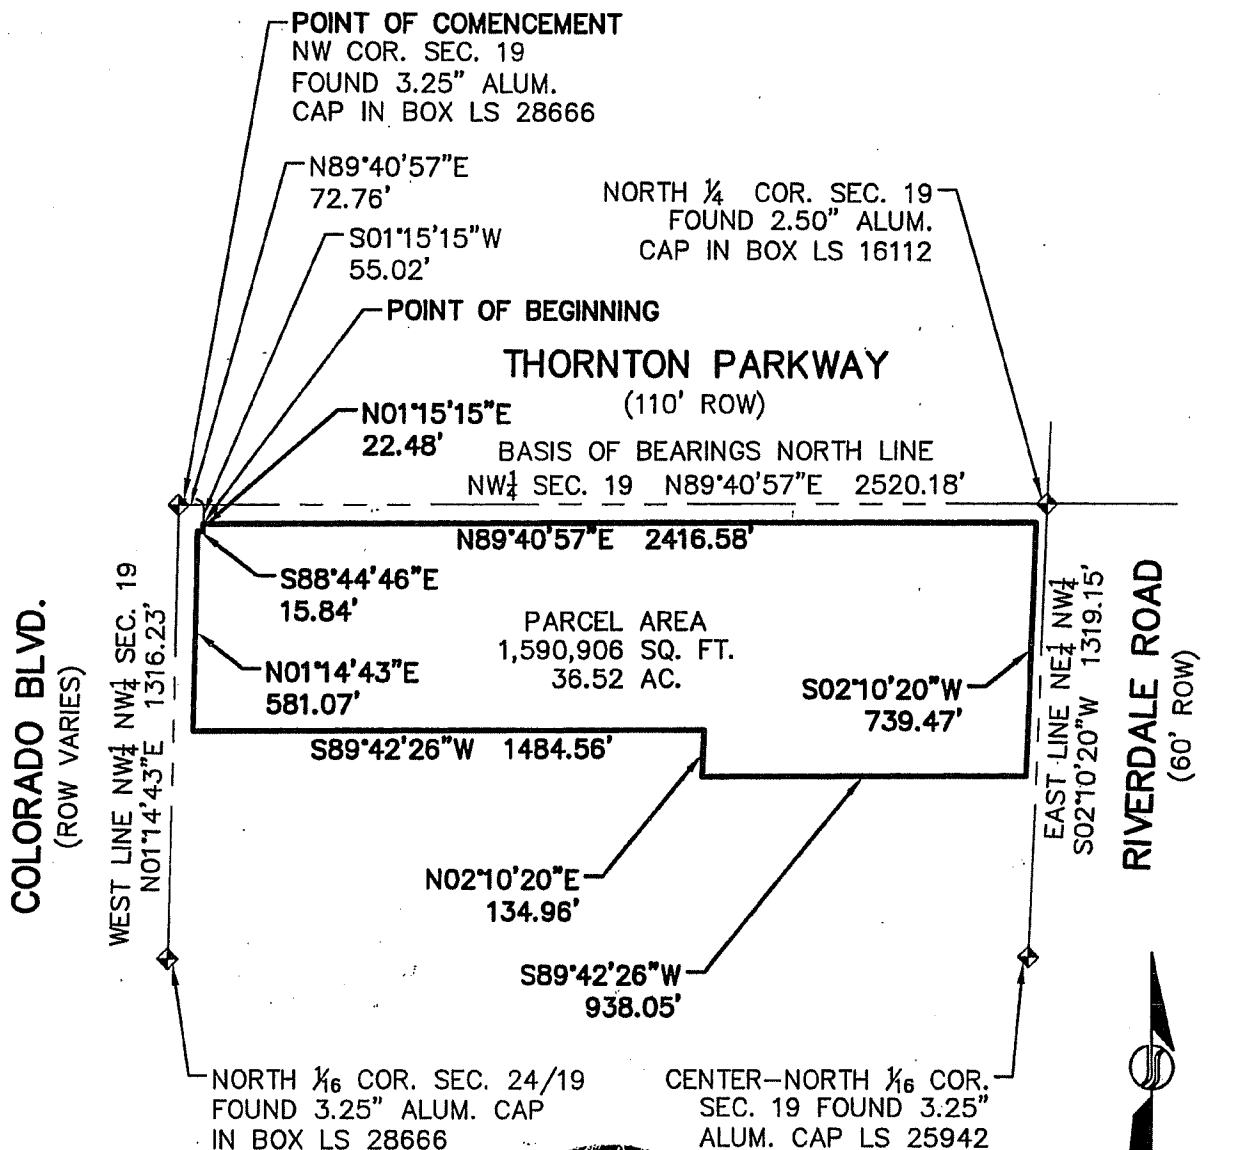 POINT OF COMENCEMENT
NW COR. SEC. 19
FOUND 3.25" ALUM.
CAP IN BOX LS 28666
N89°40'57"E
72.76'
S01°15'15"W
55.02'
POINT OF BEGINNING
NORTH 1/4 COR. SEC. 19
FOUND 2.50" ALUM.
CAP IN BOX LS 16112
THORNTON PARKWAY
(110' ROW)
N01°15'15"E
22.48'
BASIS OF BEARINGS NORTH LINE
NW1/4 SEC. 19 N89°40'57"E 2520.18'
N89°40'57"E 2416.58'
S88°44'46"E
15.84'
PARCEL AREA
1,590,906 SQ. FT.
36.52 AC.
N01°14'43"E
581.07'
S02°10'20"W
739.47'
S89°42'26"W 1484.56'
COLORADO BLVD.
(ROW VARIES)
WEST LINE NW1/4 NW1/4 SEC. 19
N01°14'43"E 1316.23'
EAST LINE NE1/4 NW1/4
S02°10'20"W 1319.15'
RIVERDALE ROAD
(60' ROW)
N02°10'20"E
134.96'
S89°42'26"W
938.05'
NORTH 1/16 COR. SEC. 24/19
FOUND 3.25" ALUM. CAP
IN BOX LS 28666
CENTER-NORTH 1/16 COR.
SEC. 19 FOUND 3.25"
ALUM. CAP LS 25942